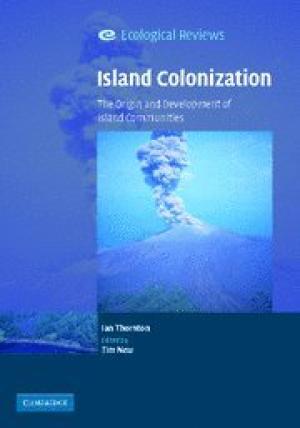 Ecological Reviews
Island Colonization
The Origin and Development of
Island Communities
Ian Thornton
Edited by
Tim New
CAMBRIDGE